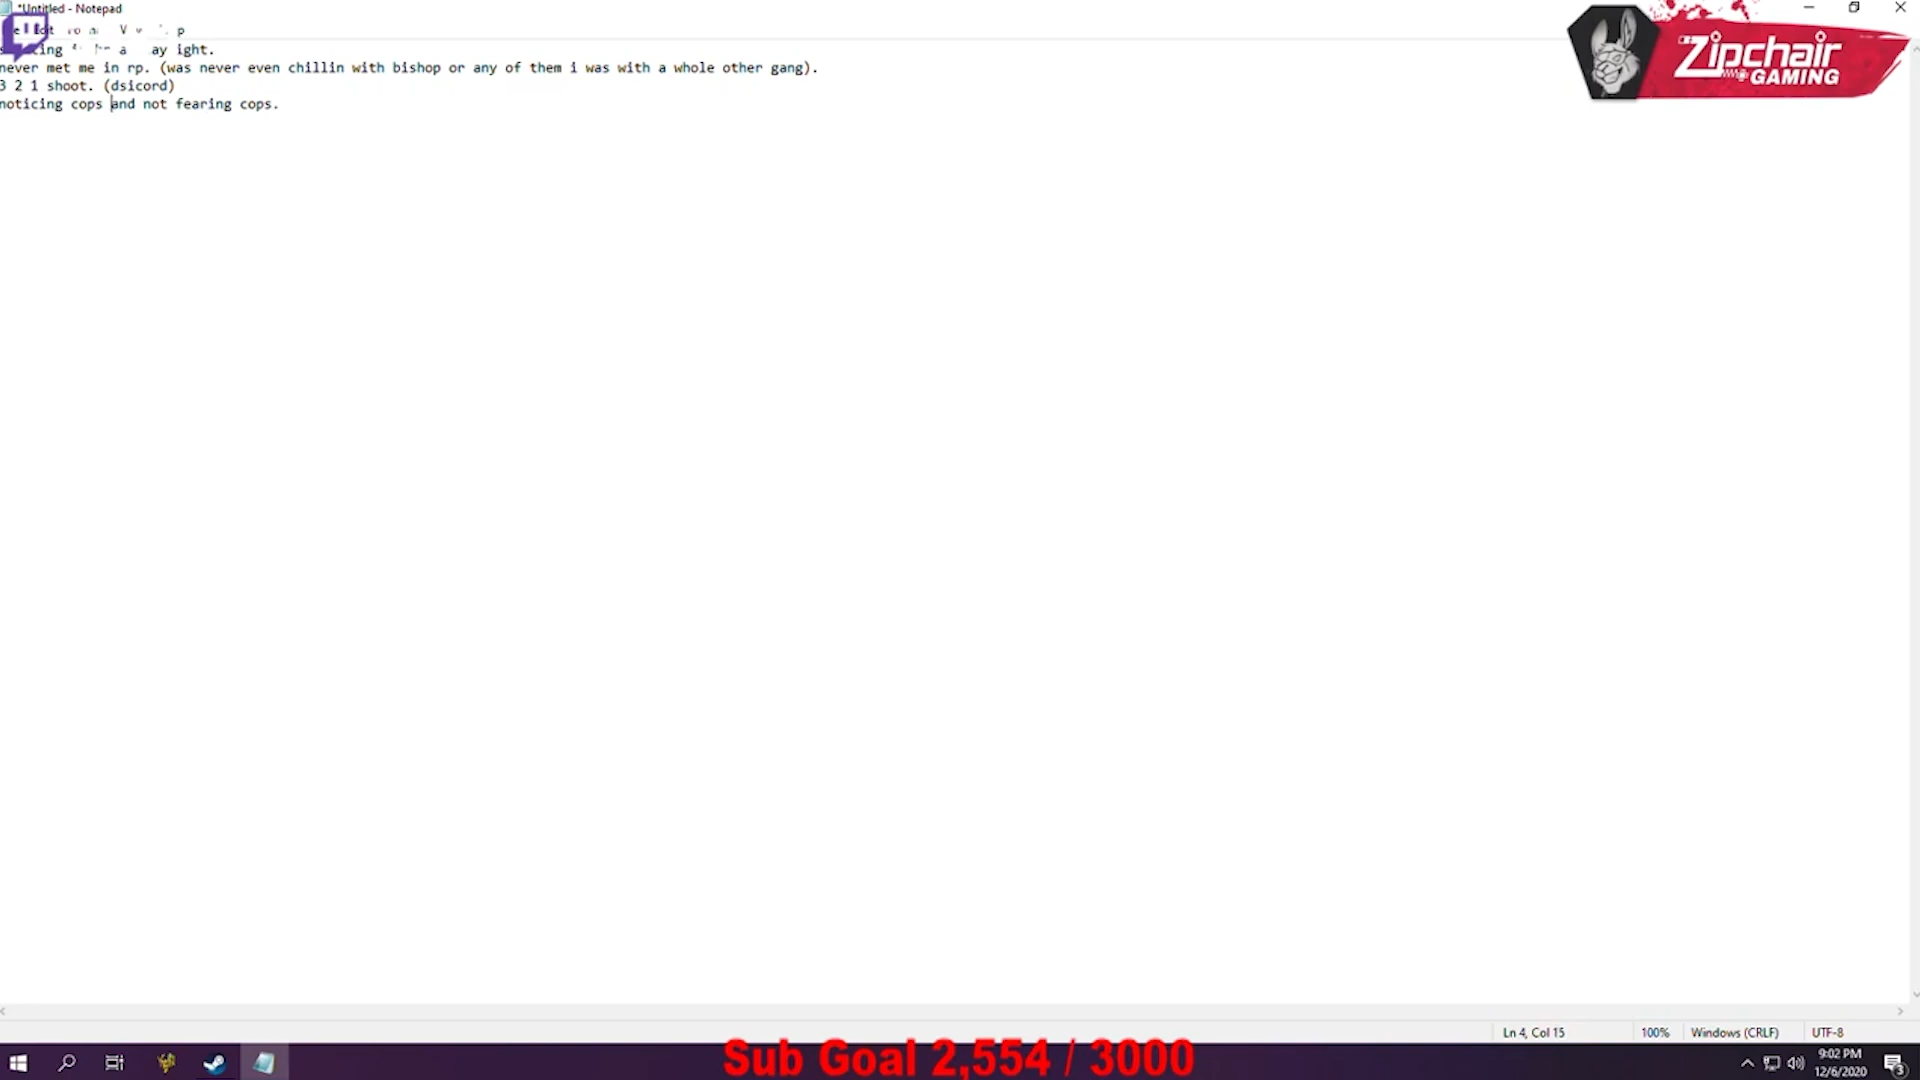 *Untitled - Notepad
ight.
never met me in rp. (was never even chillin with bishop or any of them i was with a whole other gang).
3 2 1 shoot. (dsicord)
noticing cops and not fearing cops.
Zipchair
GAMING
Ln 4, Col 15
100%
Windows (CRLF)
UTF-8
Sub Goal 2,554 / 3000
9:02 PM
12/6/2020
3